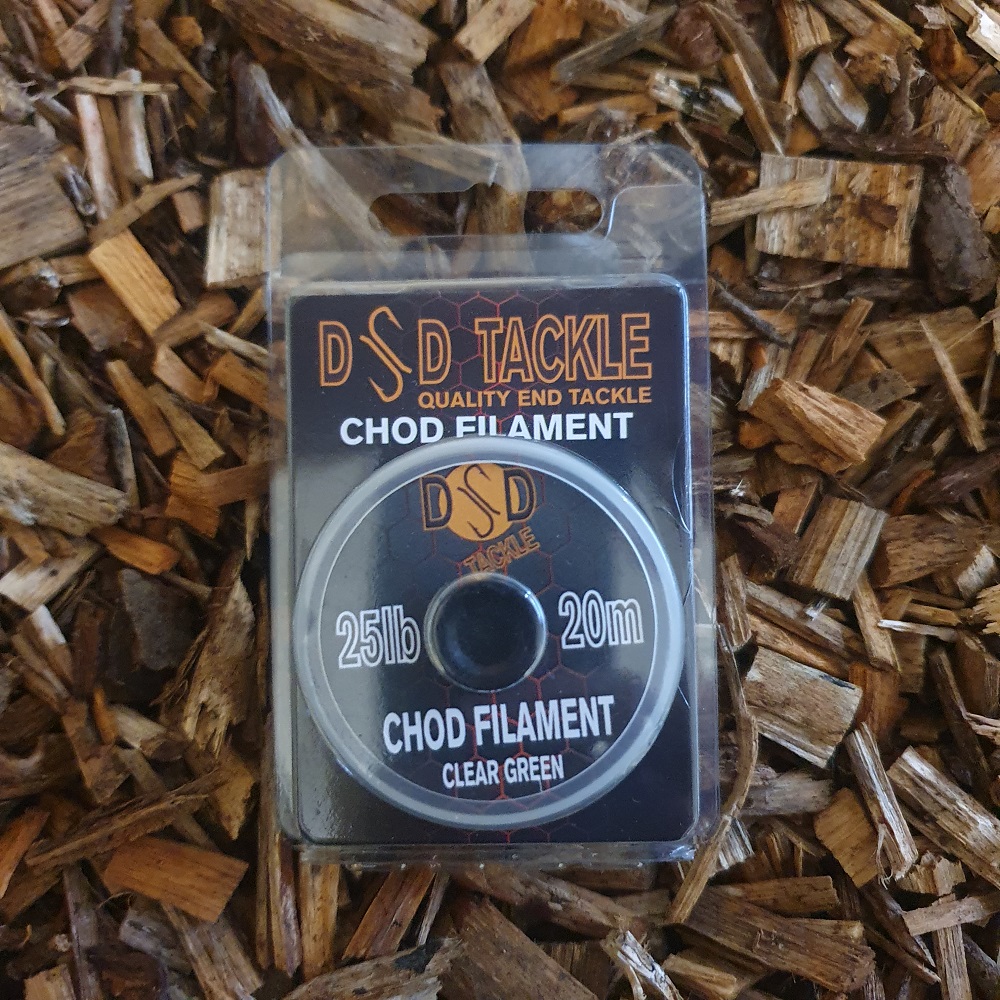 DSD TACKLE
QUALITY END TACKLE
CHOD FILAMENT
DSD
TACKLE
25lb 20m
CHOD FILAMENT
CLEAR GREEN